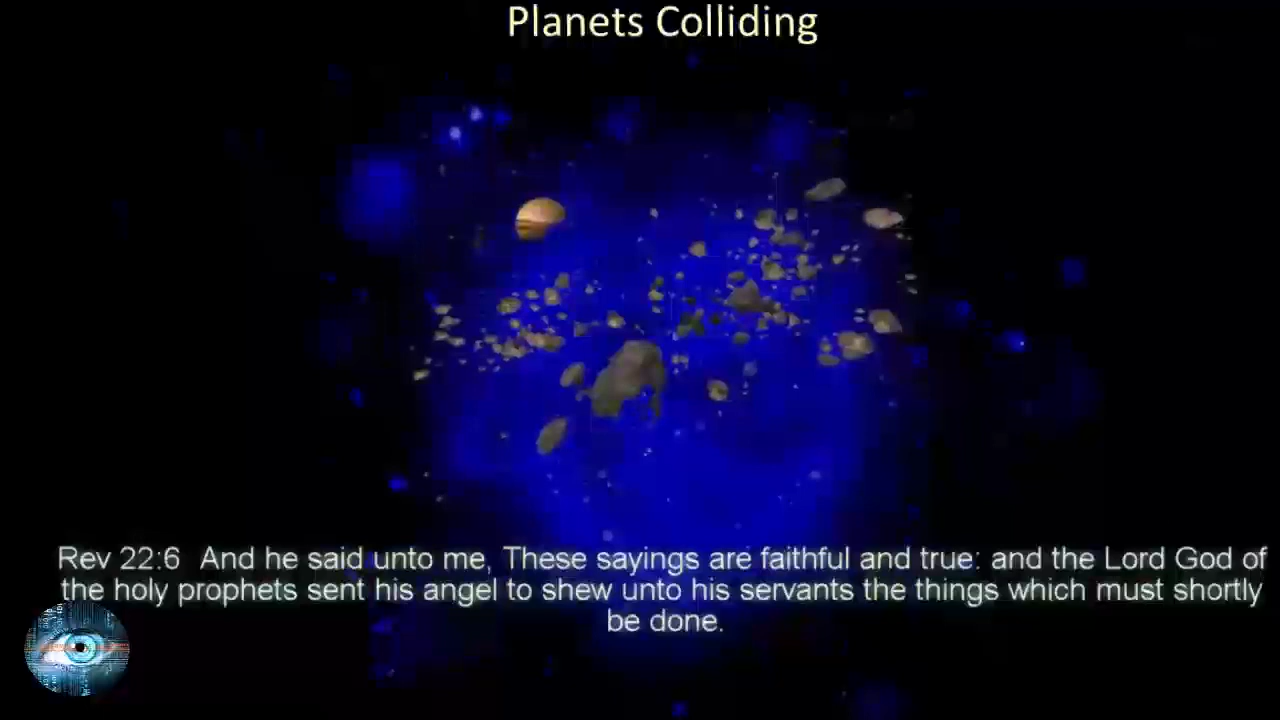 Planets Colliding
Rev 22:6  And he said unto me, These sayings are faithful and true: and the Lord God of
the holy prophets sent his angel to shew unto his servants the things which must shortly
be done.